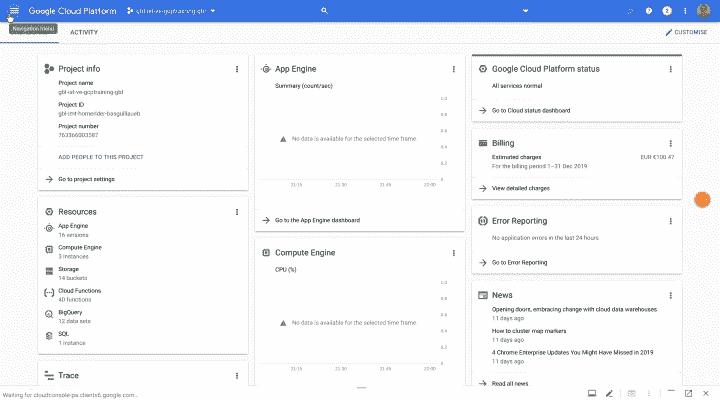 Google Cloud Platform
Navigation menu
ACTIVITY
CUSTOMISE
Project info
Project name
gbl-ist-ve-gcptraining-gbl
Project ID
Project number
763366003587
ADD PEOPLE TO THIS PROJECT
Go to project settings
Resources
App Engine
16 versions
Compute Engine
3 instances
Storage
14 buckets
Cloud Functions
40 functions
BigQuery
12 data sets
SQL
1 instance
Trace
App Engine
Summary (count/sec)
1.0
0.8
0.6
0.4
0.2
0
No data is available for the selected time frame.
21:15
21:30
21:45
22:00
Go to the App Engine dashboard
Compute Engine
CPU (%)
1.0
0.8
0.6
0.4
0.2
0
No data is available for the selected time frame.
21:15
21:30
21:45
22:00
Google Cloud Platform status
All services normal
Go to Cloud status dashboard
Billing
Estimated charges EUR €100.47
For the billing period 1–31 Dec 2019
View detailed charges
Error Reporting
No application errors in the last 24 hours
Go to Error Reporting
News
Opening doors, embracing change with cloud data warehouses
11 days ago
How to cluster map markers
11 days ago
4 Chrome Enterprise Updates You Might Have Missed in 2019
11 days ago
Read all news
Waiting for cloudconsole-pa.clients6.google.com...